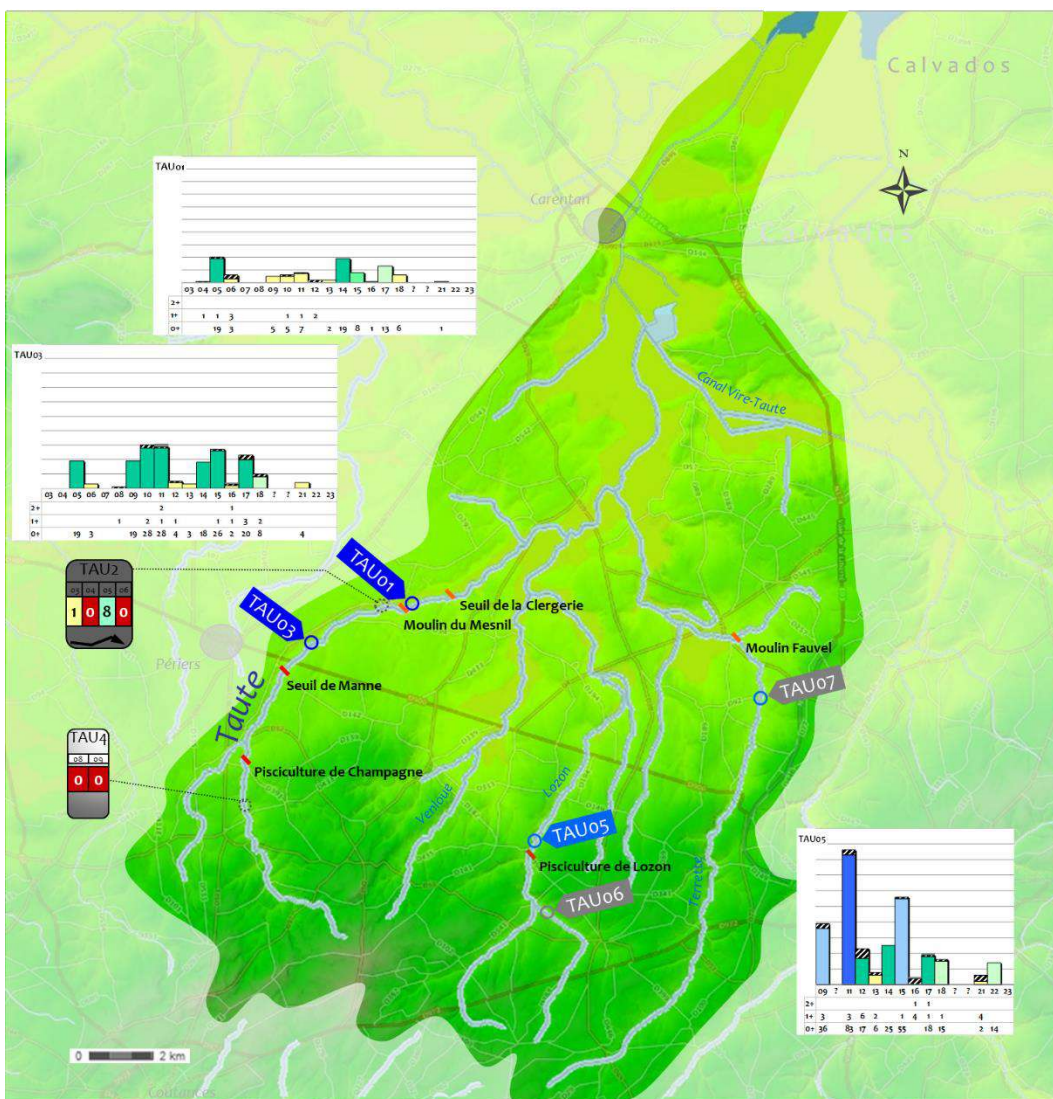 Calvados
N
Carentan
Calvados
TAU01
03 04 05 06 07 08 09 10 11 12 13 14 15 16 17 18 ? ? 21 22 23
2+
1+ 1 1 3 1 1 2
0+ 19 3 5 5 7 2 19 8 1 13 6 1
TAU03
03 04 05 06 07 08 09 10 11 12 13 14 15 16 17 18 ? ? 21 22 23
2+ 2 1
1+ 1 2 1 1 1 1 3 2
0+ 19 3 19 28 28 4 3 18 26 2 20 8 4
Canal Vire-Taute
TAU2
03 04 05 06
1 0 8 0
TAU01
Seuil de la Clergerie
Moulin du Mesnil
TAU03
Moulin Fauvel
Périers
Seuil de Manne
TAU07
Taute
TAU4
08 09
0 0
Pisciculture de Champagne
Venloue
Lozon
TAU05
Pisciculture de Lozon
TAU06
Terrette
TAU05
09 ? 11 12 13 14 15 16 17 18 ? ? 21 22 23
2+ 1 1
1+ 3 3 6 2 1 4 1 1 4
0+ 36 83 17 6 25 55 18 15 2 14
0 2 km
Coutances